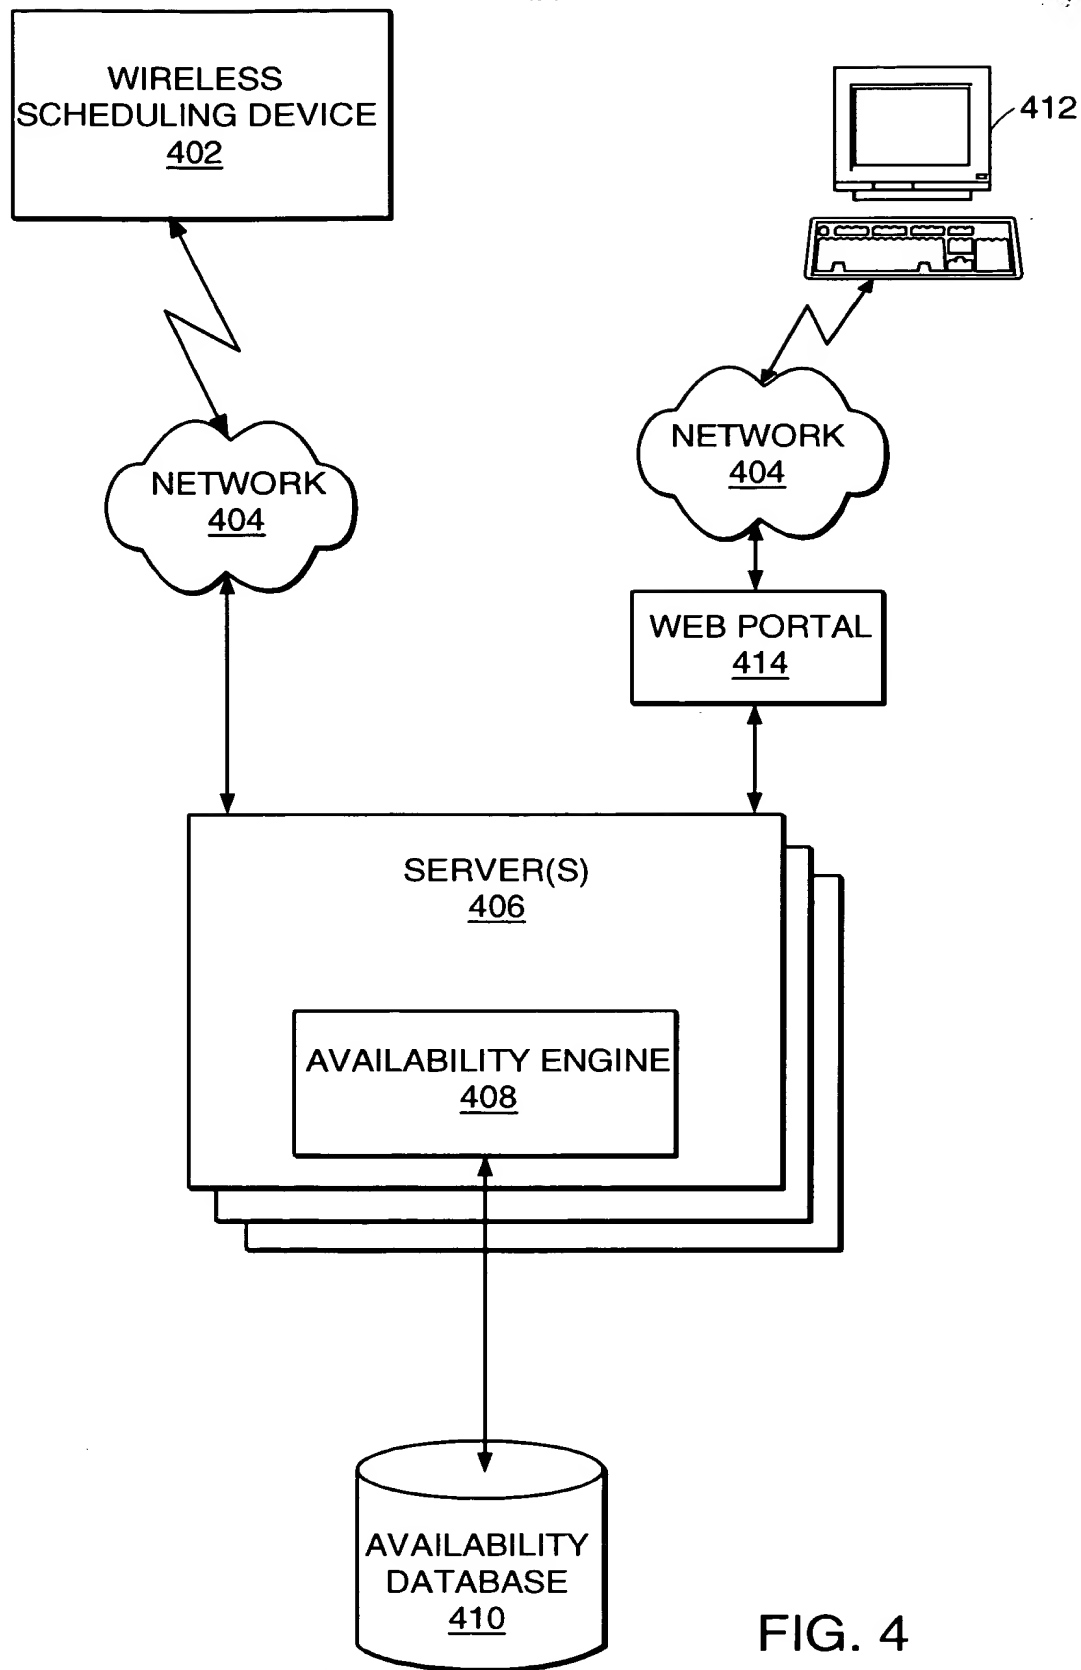 WIRELESS
SCHEDULING DEVICE
402
412
NETWORK
404
NETWORK
404
WEB PORTAL
414
SERVER(S)
406
AVAILABILITY ENGINE
408
AVAILABILITY
DATABASE
410
FIG. 4